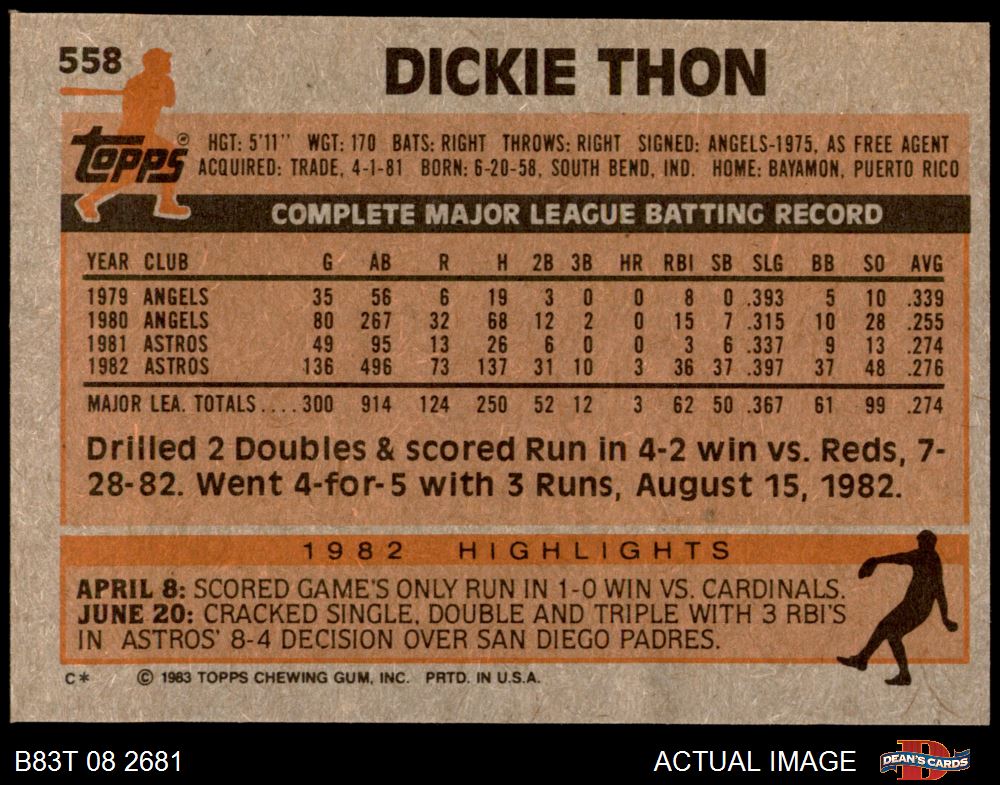 558
DICKIE THON
topps®
HGT: 5'11" WGT: 170 BATS: RIGHT THROWS: RIGHT SIGNED: ANGELS-1975, AS FREE AGENT
ACQUIRED: TRADE, 4-1-81 BORN: 6-20-58, SOUTH BEND, IND. HOME: BAYAMON, PUERTO RICO
COMPLETE MAJOR LEAGUE BATTING RECORD
YEAR CLUB G AB R H 2B 3B HR RBI SB SLG BB SO AVG
1979 ANGELS 35 56 6 19 3 0 0 8 0 .393 5 10 .339
1980 ANGELS 80 267 32 68 12 2 0 15 7 .315 10 28 .255
1981 ASTROS 49 95 13 26 6 0 0 3 6 .337 9 13 .274
1982 ASTROS 136 496 73 137 31 10 3 36 37 .397 37 48 .276
MAJOR LEA. TOTALS....300 914 124 250 52 12 3 62 50 .367 61 99 .274
Drilled 2 Doubles & scored Run in 4-2 win vs. Reds, 7-
28-82. Went 4-for-5 with 3 Runs, August 15, 1982.
1982 HIGHLIGHTS
APRIL 8: SCORED GAME'S ONLY RUN IN 1-0 WIN VS. CARDINALS.
JUNE 20: CRACKED SINGLE, DOUBLE AND TRIPLE WITH 3 RBI'S
IN ASTROS' 8-4 DECISION OVER SAN DIEGO PADRES.
C* © 1983 TOPPS CHEWING GUM, INC. PRTD. IN U.S.A.
B83T 08 2681 ACTUAL IMAGE DEAN'S CARDS